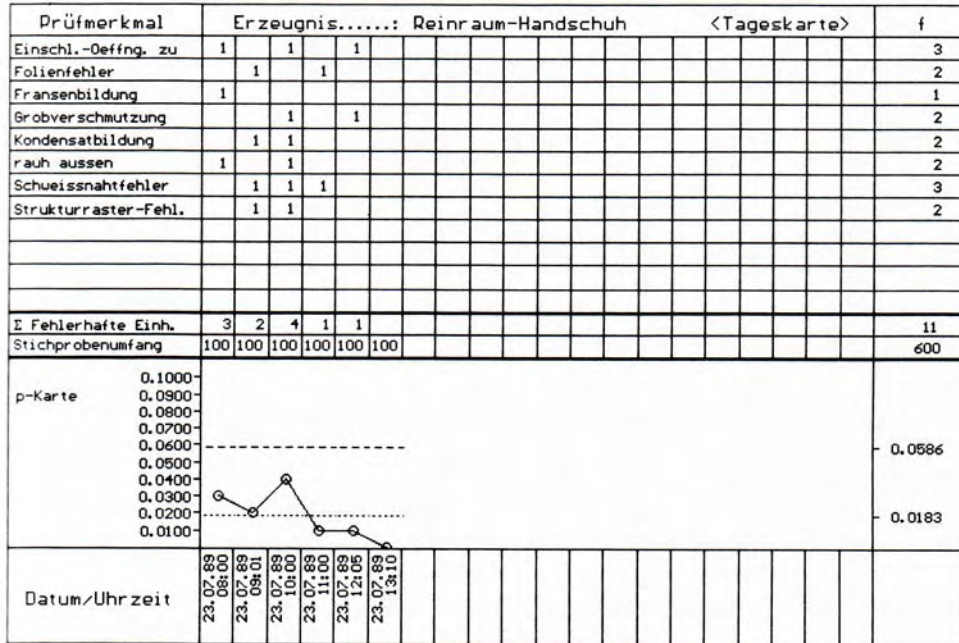 Prüfmerkmal Erzeugnis......: Reinraum-Handschuh <Tageskarte> f
Einschl.-Oeffng. zu 1 1 1 3
Folienfehler 1 1 2
Fransenbildung 1 1
Grobverschmutzung 1 1 2
Kondensatbildung 1 1 2
rauh aussen 1 1 2
Schweissnahtfehler 1 1 1 3
Strukturraster-Fehl. 1 1 2
Σ Fehlerhafte Einh. 3 2 4 1 1 11
Stichprobenumfang 100 100 100 100 100 100 600
p-Karte
0.1000
0.0900
0.0800
0.0700
0.0600
0.0500
0.0400
0.0300
0.0200
0.0100
0.0586
0.0183
Datum/Uhrzeit
23.07.89 08:00
23.07.89 09:01
23.07.89 10:00
23.07.89 11:00
23.07.89 12:05
23.07.89 13:10